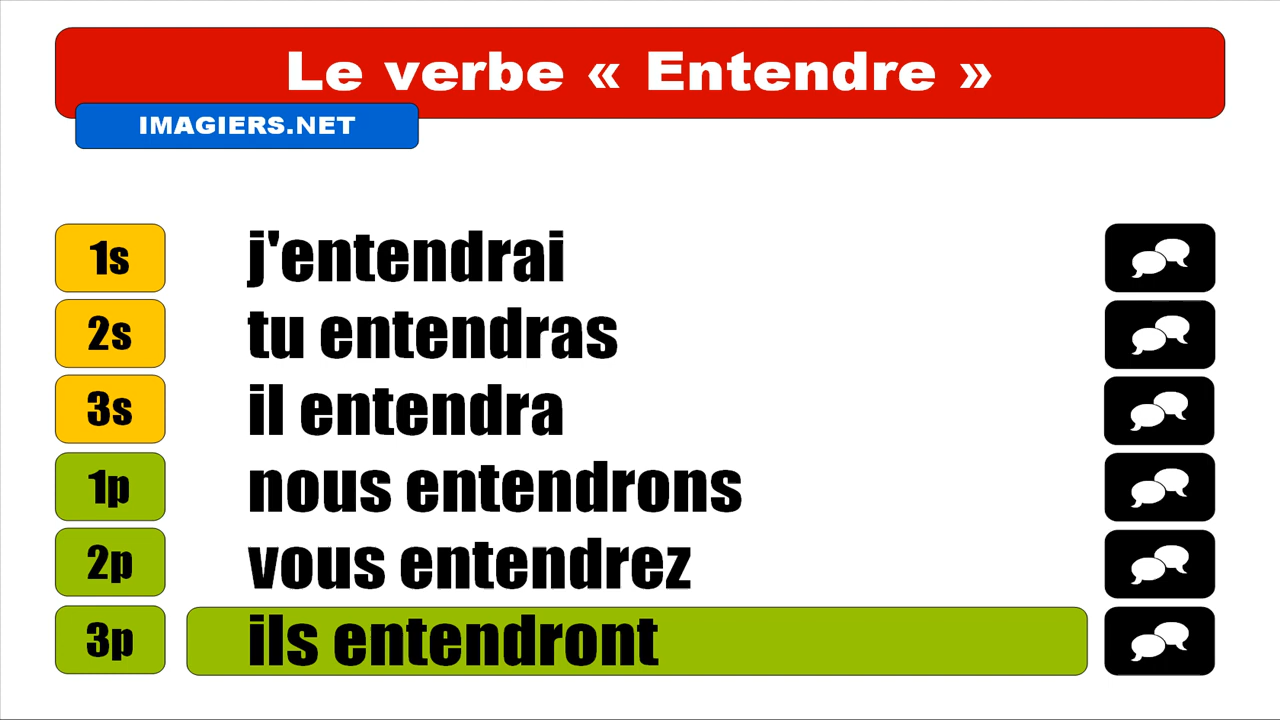 Le verbe « Entendre »
IMAGIERS.NET
1s j'entendrai
2s tu entendras
3s il entendra
1p nous entendrons
2p vous entendrez
3p ils entendront